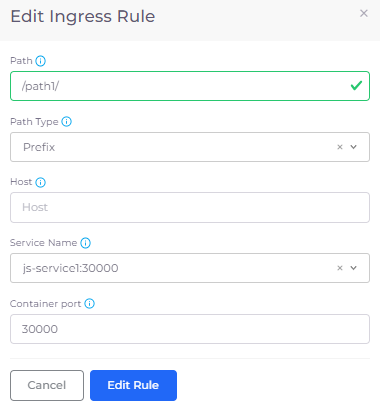 Edit Ingress Rule
Path
/path1/
Path Type
Prefix
Host
Host
Service Name
js-service1:30000
Container port
30000
Cancel Edit Rule